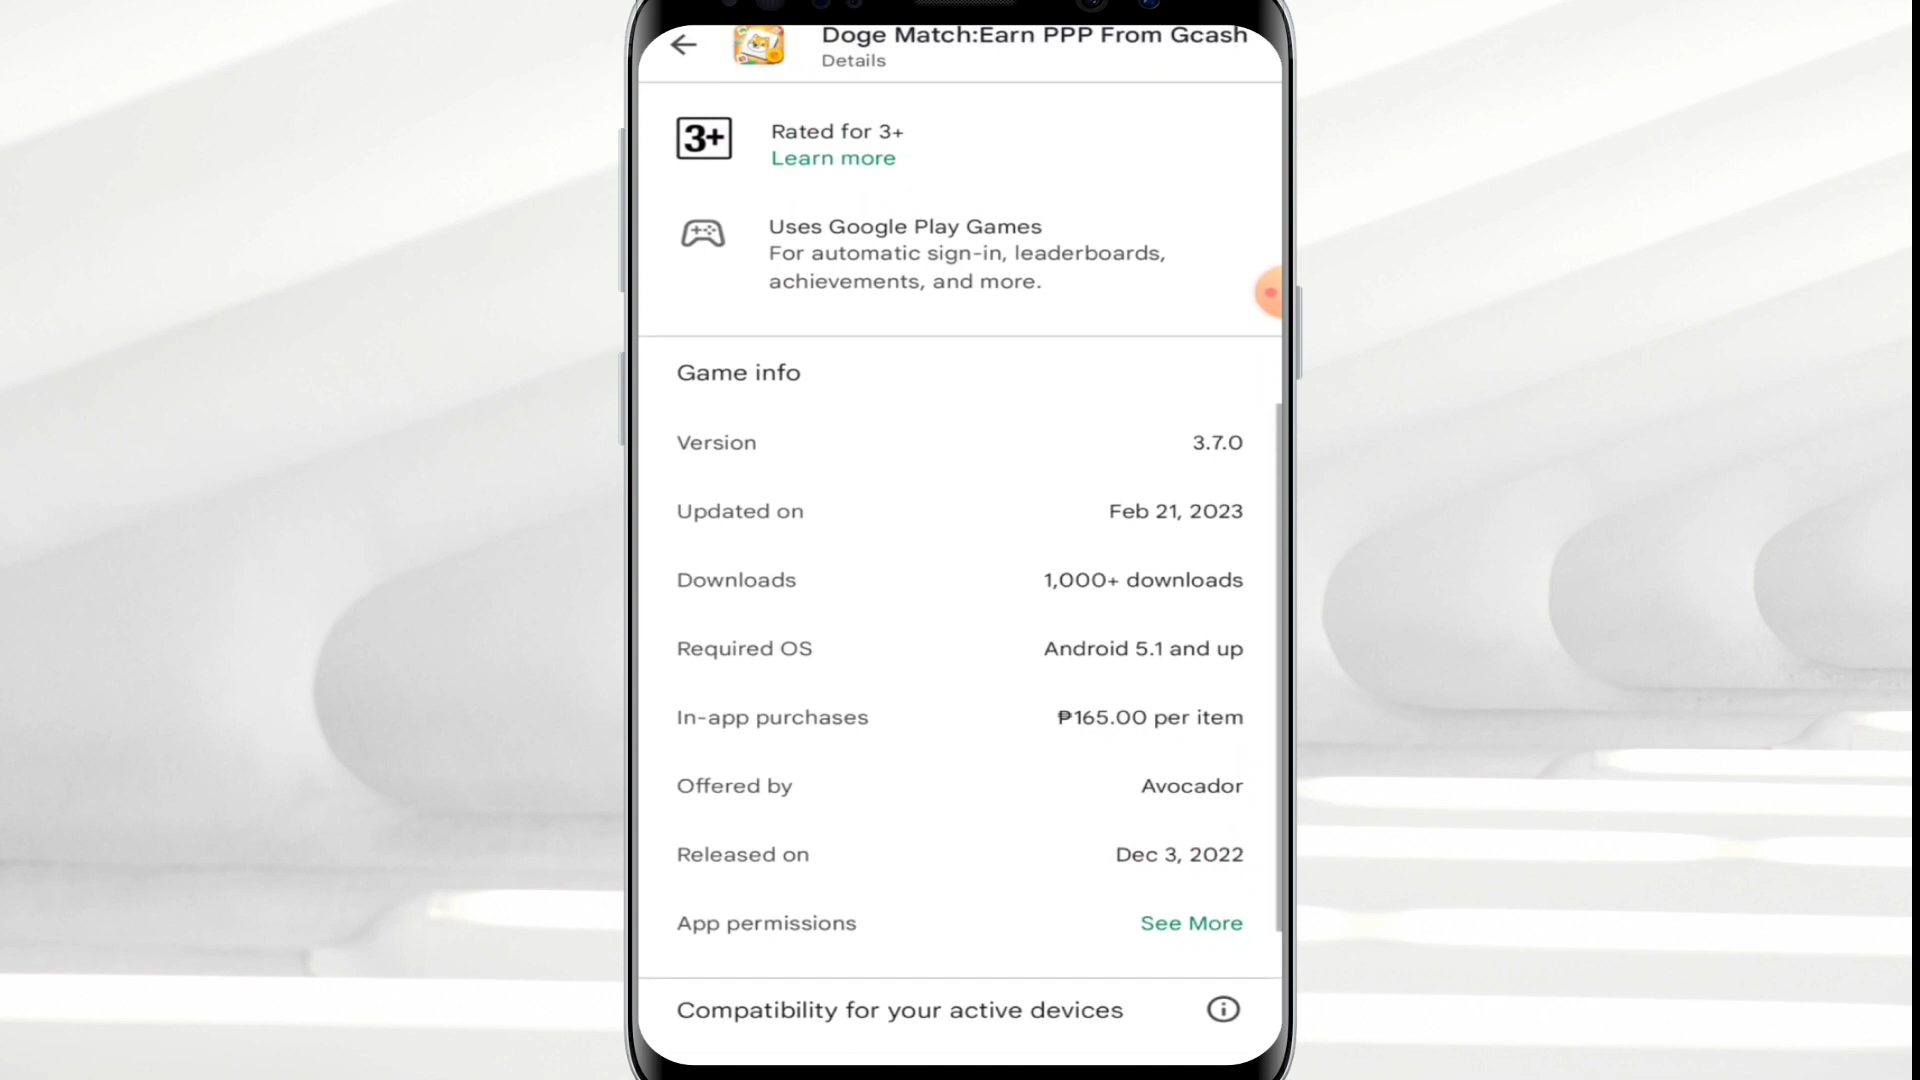 Doge Match:Earn PPP From Gcash
Details
3+
Rated for 3+
Learn more
Uses Google Play Games
For automatic sign-in, leaderboards,
achievements, and more.
Game info
Version 3.7.0
Updated on Feb 21, 2023
Downloads 1,000+ downloads
Required OS Android 5.1 and up
In-app purchases ₱165.00 per item
Offered by Avocador
Released on Dec 3, 2022
App permissions See More
Compatibility for your active devices